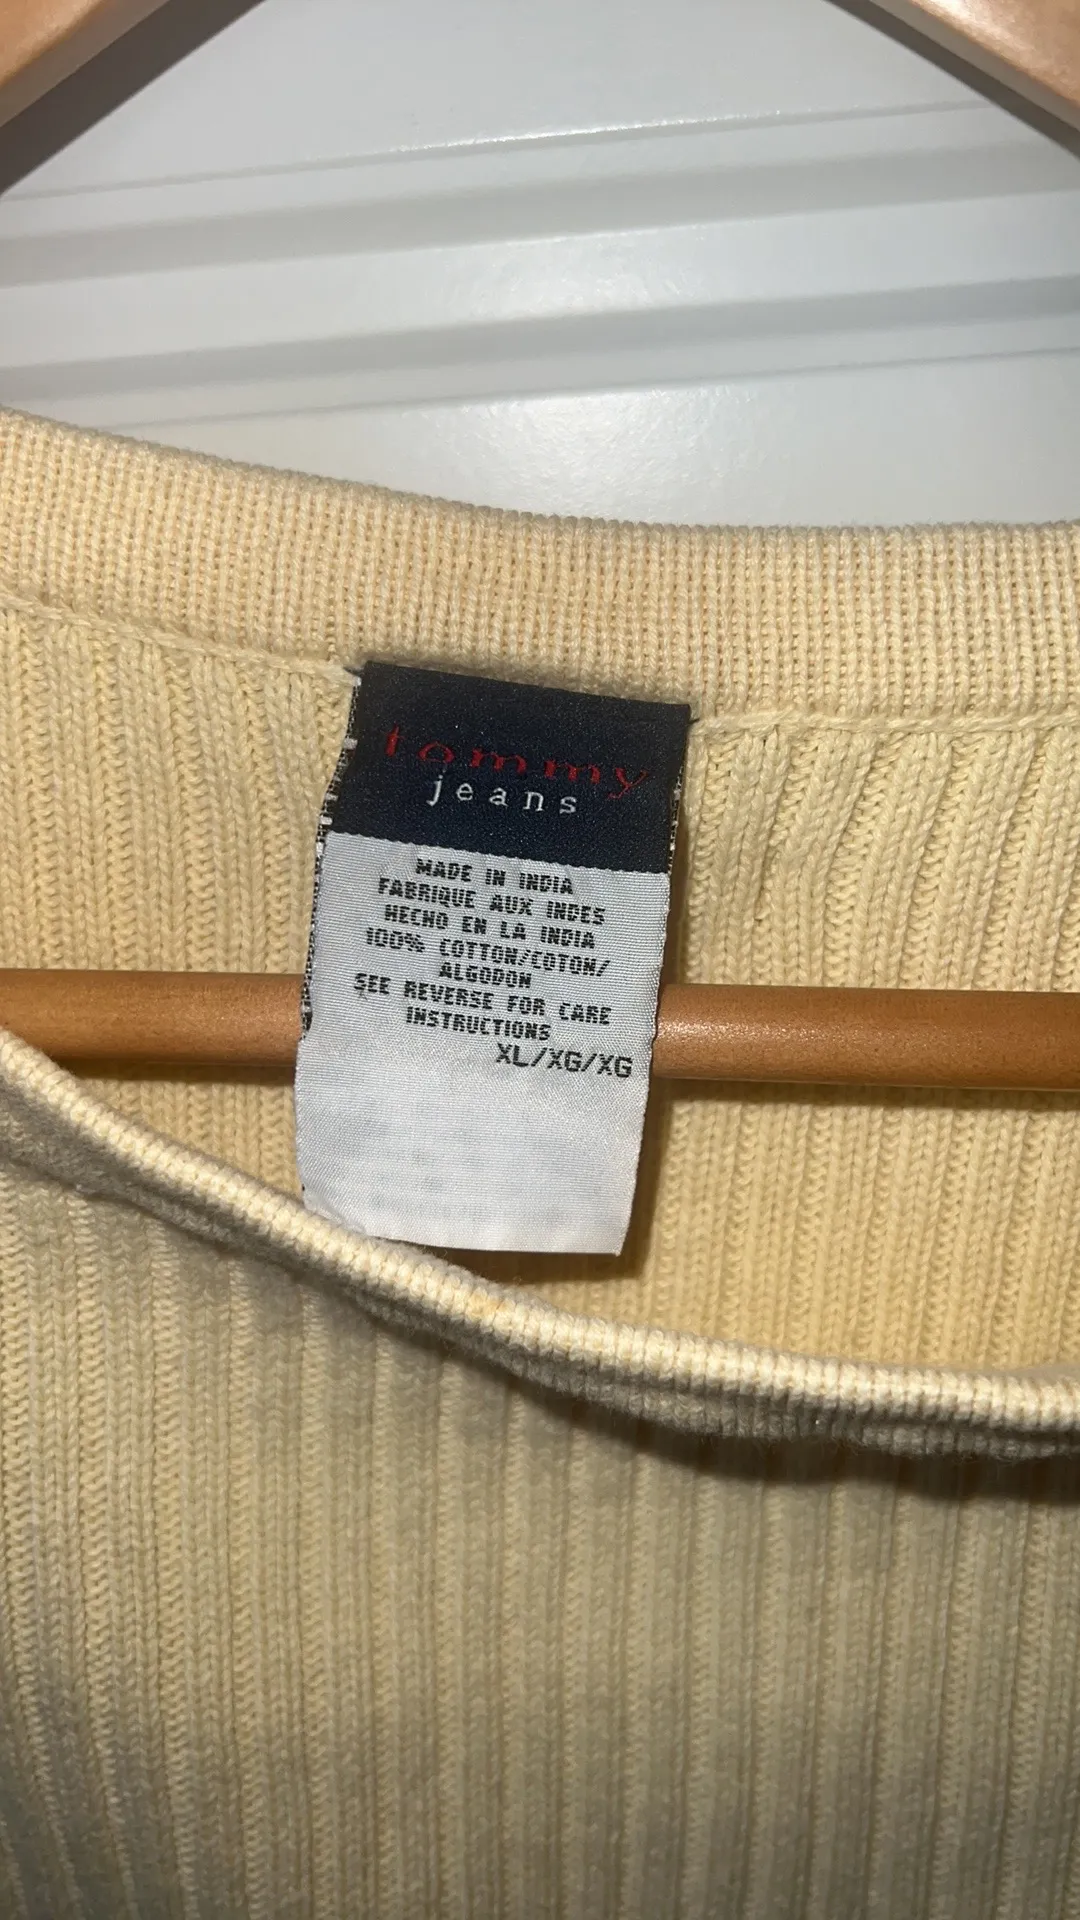 tommy
jeans
MADE IN INDIA
FABRIQUE AUX INDES
HECHO EN LA INDIA
100% COTTON/COTON/
ALGODON
SEE REVERSE FOR CARE
INSTRUCTIONS
XL/XG/XG